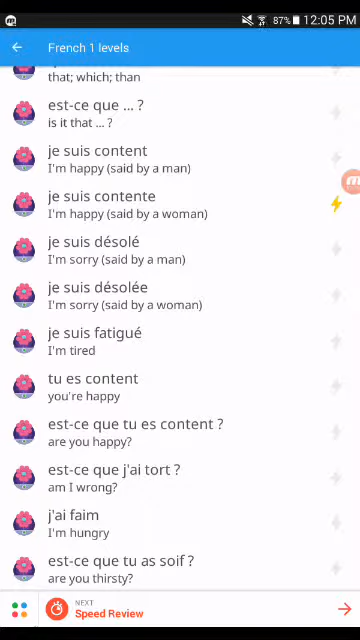 87% 12:05 PM
French 1 levels
that; which; than
est-ce que ... ?
is it that ... ?
je suis content
I'm happy (said by a man)
je suis contente
I'm happy (said by a woman)
je suis désolé
I'm sorry (said by a man)
je suis désolée
I'm sorry (said by a woman)
je suis fatigué
I'm tired
tu es content
you're happy
est-ce que tu es content ?
are you happy?
est-ce que j'ai tort ?
am I wrong?
j'ai faim
I'm hungry
est-ce que tu as soif ?
are you thirsty?
NEXT
Speed Review